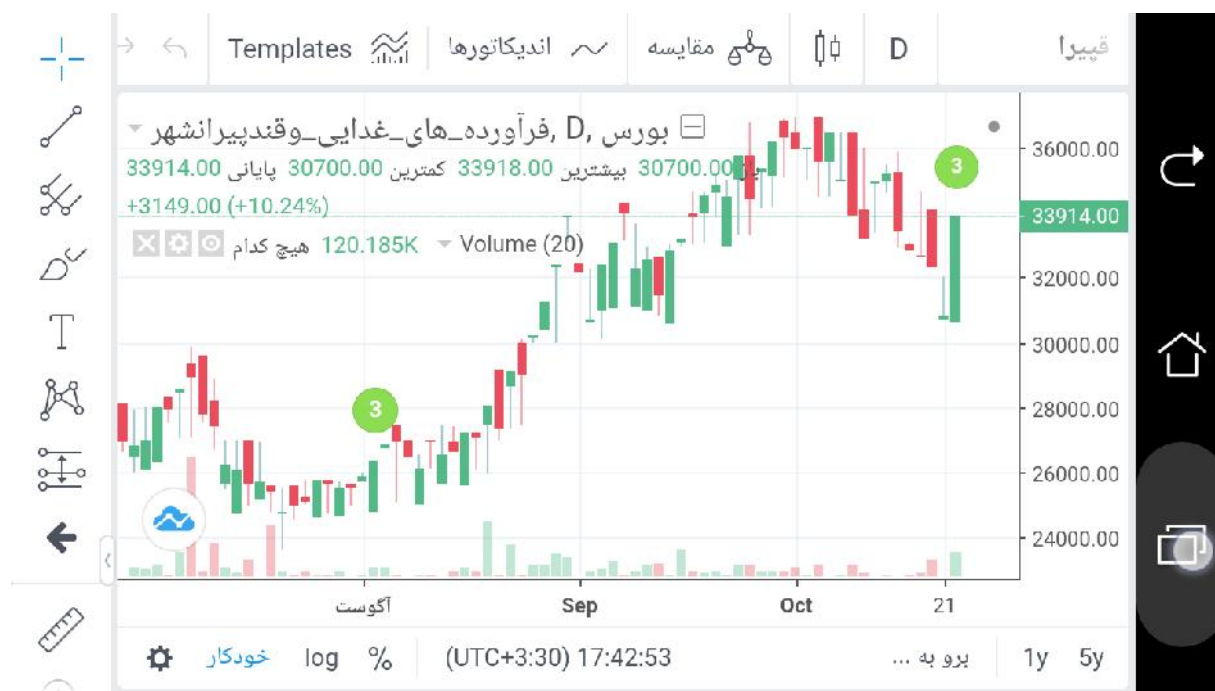 Templates اندیکاتورها مقایسه D قیپرا
بورس ,D ,فرآورده_های_غذایی_وقندپیرانشهر
باز 30700.00 بیشترین 33918.00 کمترین 30700.00 پایانی 33914.00
+3149.00 (+10.24%)
Volume (20) 120.185K هیچ کدام
3
3
36000.00
33914.00
32000.00
30000.00
28000.00
26000.00
24000.00
آگوست Sep Oct 21
خودکار log % 17:42:53 (UTC+3:30) برو به ... 1y 5y
T